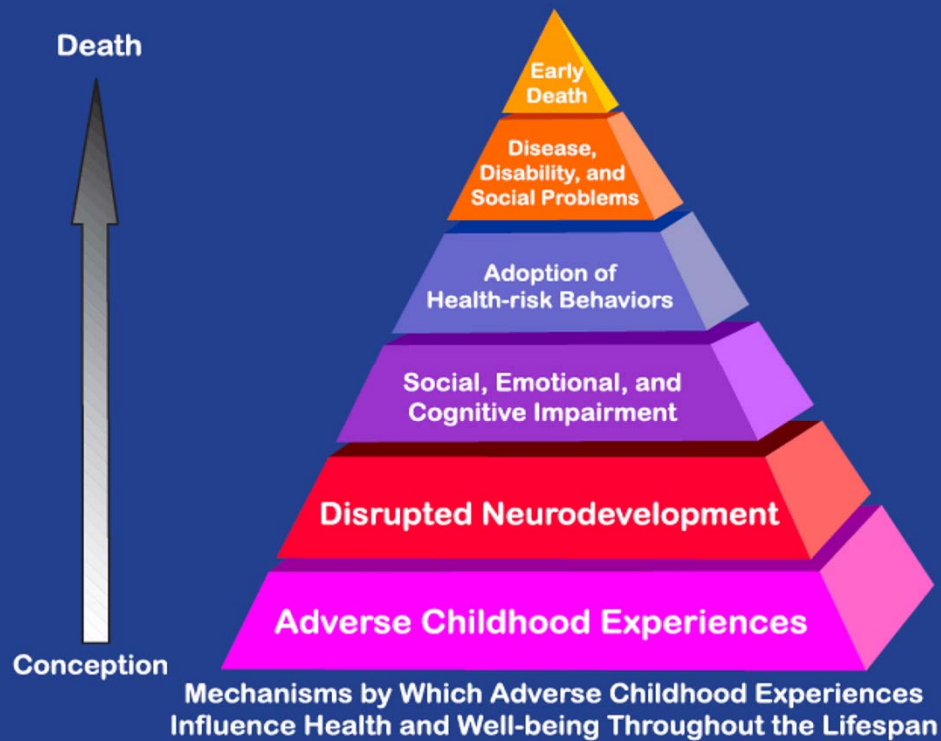 Death
Early
Death
Disease,
Disability, and
Social Problems
Adoption of
Health-risk Behaviors
Social, Emotional, and
Cognitive Impairment
Disrupted Neurodevelopment
Adverse Childhood Experiences
Conception
Mechanisms by Which Adverse Childhood Experiences
Influence Health and Well-being Throughout the Lifespan